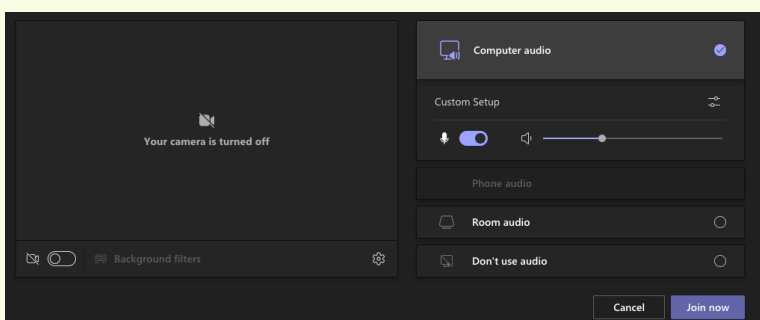 Your camera is turned off
Background filters
Computer audio
Custom Setup
Phone audio
Room audio
Don't use audio
Cancel
Join now